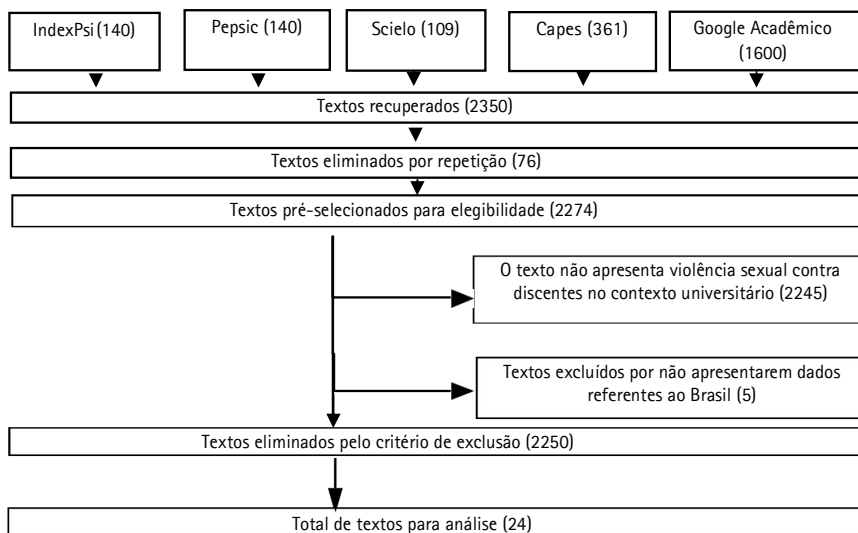 IndexPsi (140)
Pepsic (140)
Scielo (109)
Capes (361)
Google Acadêmico
(1600)
Textos recuperados (2350)
Textos eliminados por repetição (76)
Textos pré-selecionados para elegibilidade (2274)
O texto não apresenta violência sexual contra
discentes no contexto universitário (2245)
Textos excluídos por não apresentarem dados
referentes ao Brasil (5)
Textos eliminados pelo critério de exclusão (2250)
Total de textos para análise (24)